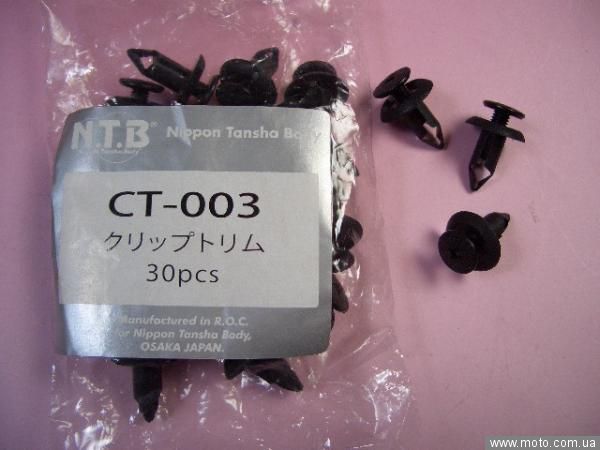 N.T.B® Nippon Tansha Body
CT-003
クリップトリム
30pcs
Manufactured in R.O.C.
for Nippon Tansha Body,
OSAKA JAPAN.
www.moto.com.ua